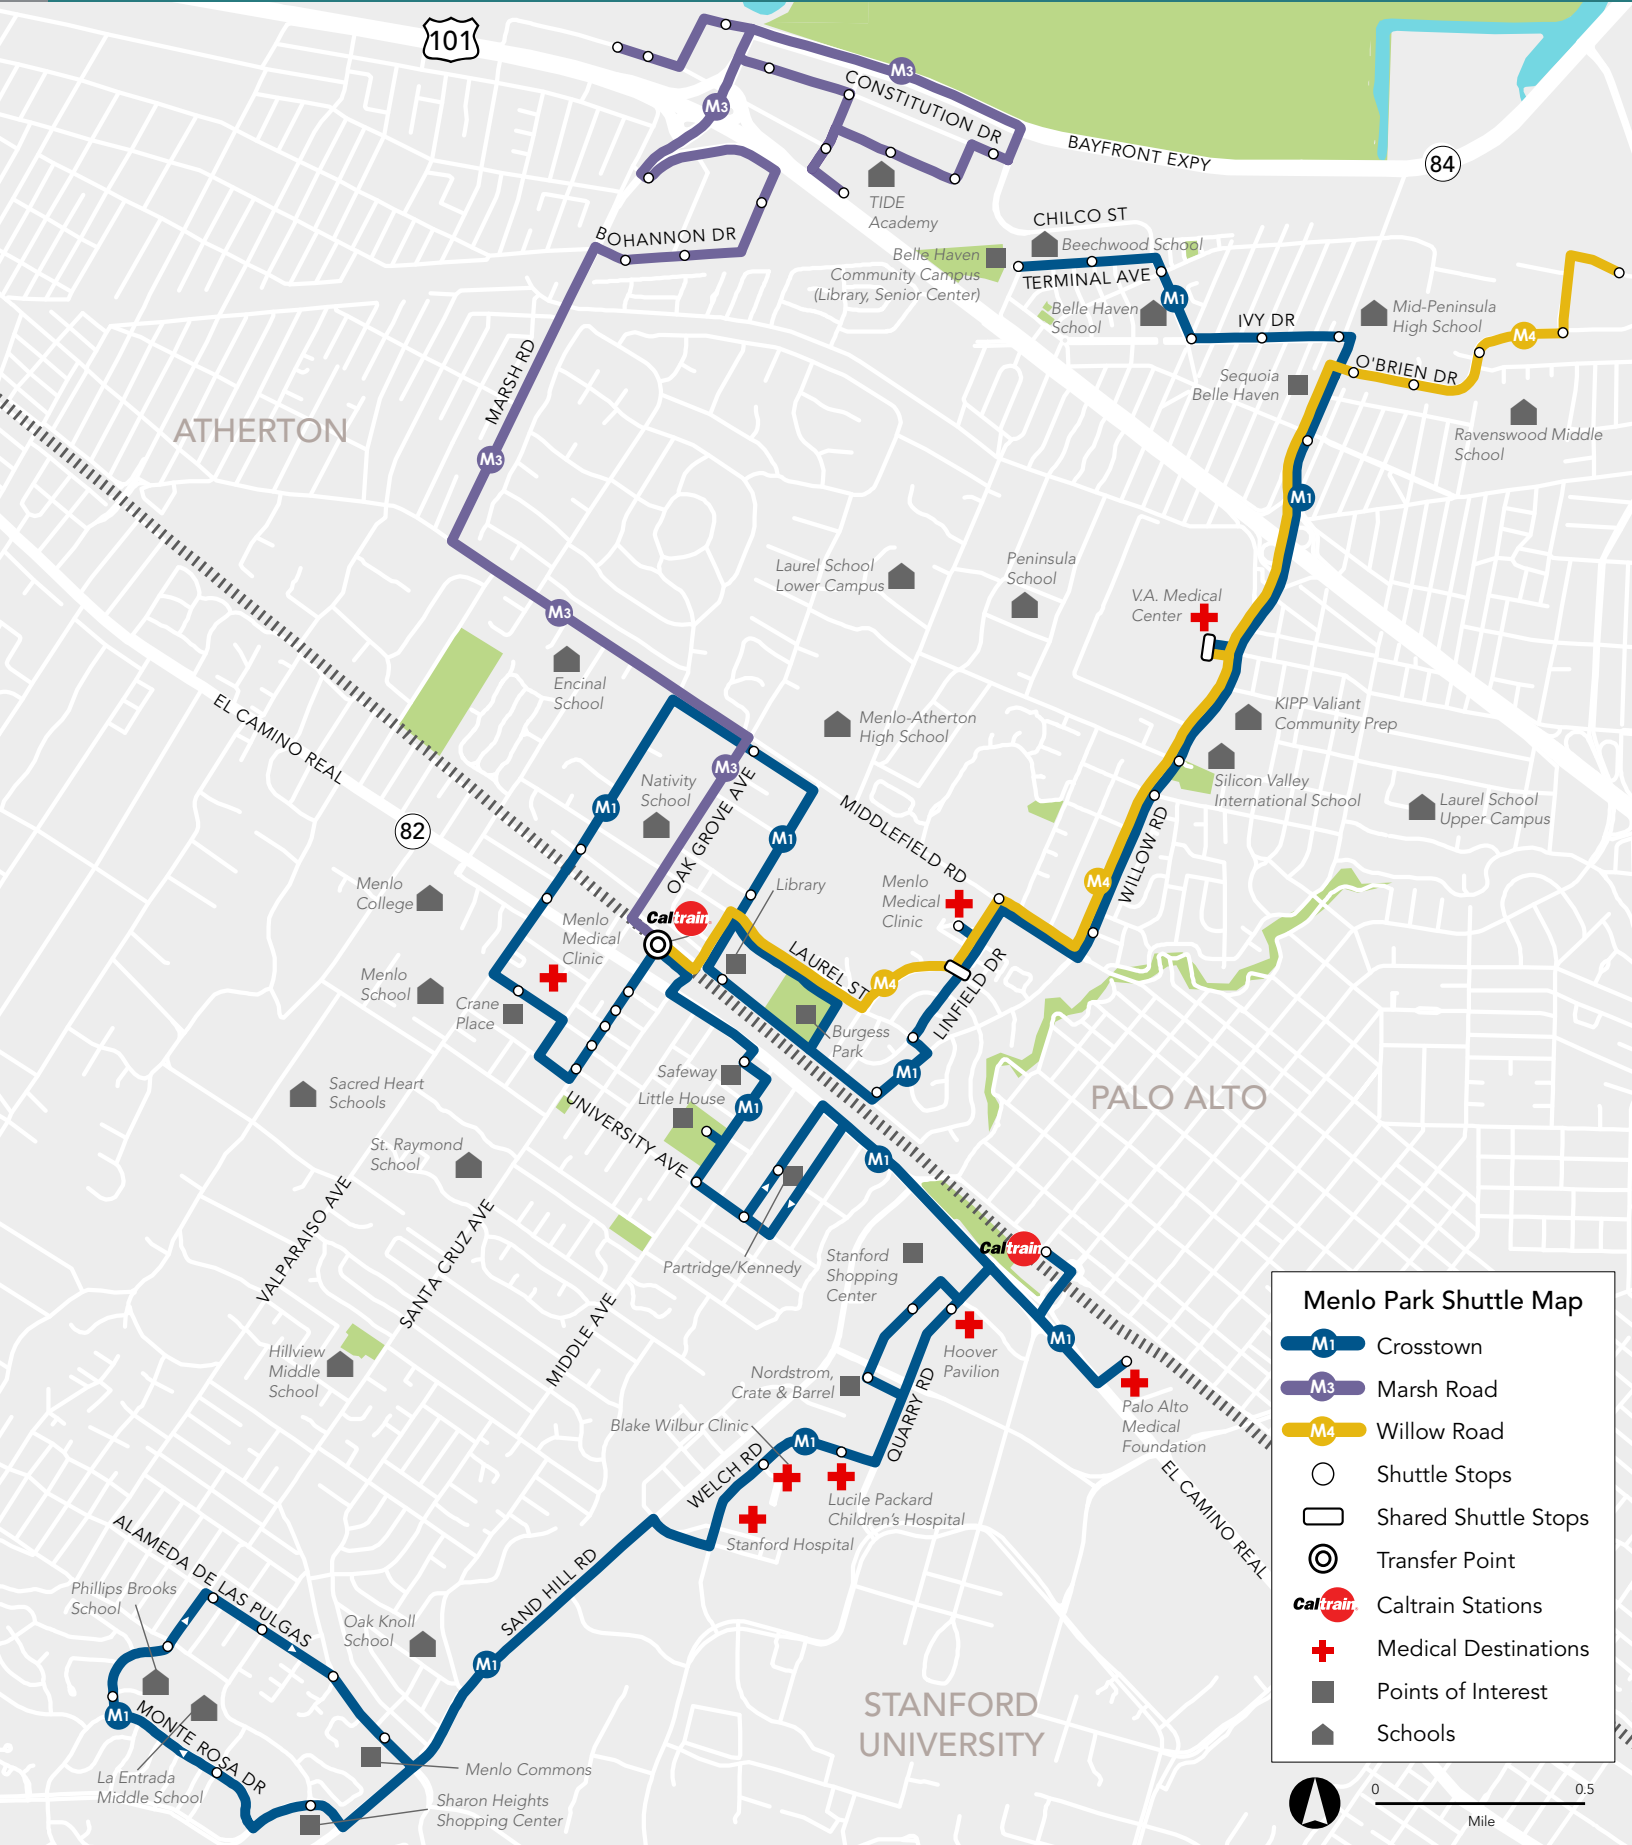 101
M3
CONSTITUTION DR
M3
BAYFRONT EXPY
84
TIDE
Academy
CHILCO ST
Beechwood School
BOHANNON DR
Belle Haven
Community Campus
(Library, Senior Center)
TERMINAL AVE
M1
Belle Haven
School
IVY DR
Mid-Peninsula
High School
M4
O'BRIEN DR
Sequoia
Belle Haven
MARSH RD
ATHERTON
Ravenswood Middle
School
M3
M1
Laurel School
Lower Campus
Peninsula
School
V.A. Medical
Center
M3
Encinal
School
EL CAMINO REAL
Menlo-Atherton
High School
KIPP Valiant
Community Prep
M3
Nativity
School
Silicon Valley
International School
Laurel School
Upper Campus
M1
OAK GROVE AVE
M1
MIDDLEFIELD RD
82
WILLOW RD
M4
Library
Menlo
College
Menlo
Medical
Clinic
Menlo
Medical
Clinic
Caltrain
LAUREL ST
M4
Menlo
School
Crane
Place
LINFIELD DR
Burgess
Park
Safeway
M1
Sacred Heart
Schools
Little House
M1
PALO ALTO
UNIVERSITY AVE
St. Raymond
School
M1
VALPARAISO AVE
SANTA CRUZ AVE
Partridge/Kennedy
Stanford
Shopping
Center
Caltrain
MIDDLE AVE
Hillview
Middle
School
Hoover
Pavilion
M1
Nordstrom,
Crate & Barrel
QUARRY RD
Palo Alto
Medical
Foundation
Blake Wilbur Clinic
M1
WELCH RD
EL CAMINO REAL
Lucile Packard
Children's Hospital
Stanford Hospital
ALAMEDA DE LAS PULGAS
SAND HILL RD
Phillips Brooks
School
Oak Knoll
School
M1
M1
MONTE ROSA DR
STANFORD
UNIVERSITY
La Entrada
Middle School
Menlo Commons
Sharon Heights
Shopping Center
Menlo Park Shuttle Map
M1 Crosstown
M3 Marsh Road
M4 Willow Road
Shuttle Stops
Shared Shuttle Stops
Transfer Point
Caltrain Caltrain Stations
Medical Destinations
Points of Interest
Schools
0 0.5
Mile